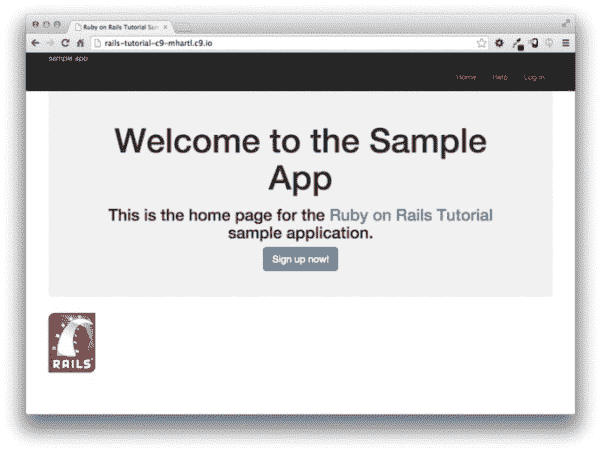 Ruby on Rails Tutorial Sam
rails-tutorial-c9-mhartl.c9.io
sample app
Home Help Log in
Welcome to the Sample
App
This is the home page for the Ruby on Rails Tutorial
sample application.
Sign up now!
RAILS